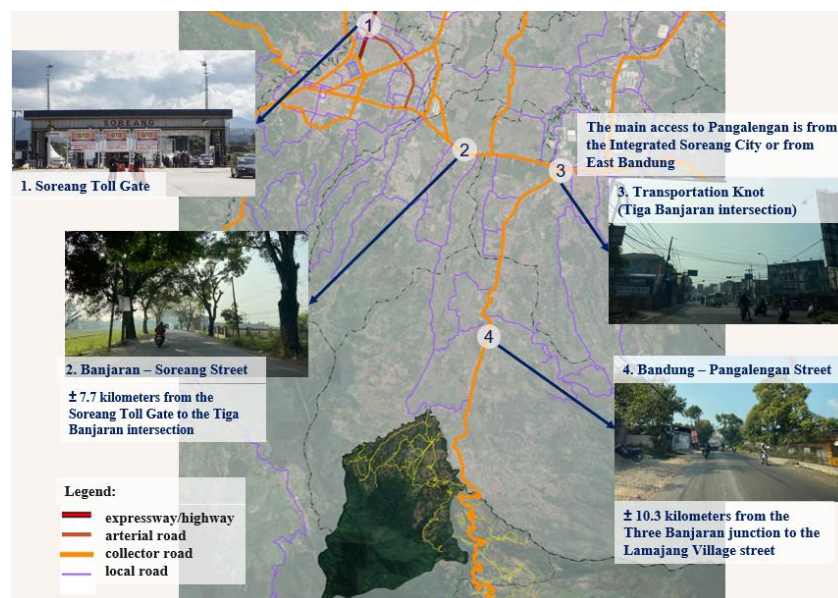 1
SOREANG
GTO
GTO
GTO
1. Soreang Toll Gate
The main access to Pangalengan is from
the Integrated Soreang City or from
East Bandung
2
3
3. Transportation Knot
(Tiga Banjaran intersection)
2. Banjaran – Soreang Street
± 7.7 kilometers from the
Soreang Toll Gate to the Tiga
Banjaran intersection
4
4. Bandung – Pangalengan Street
± 10.3 kilometers from the
Three Banjaran junction to the
Lamajang Village street
Legend:
expressway/highway
arterial road
collector road
local road